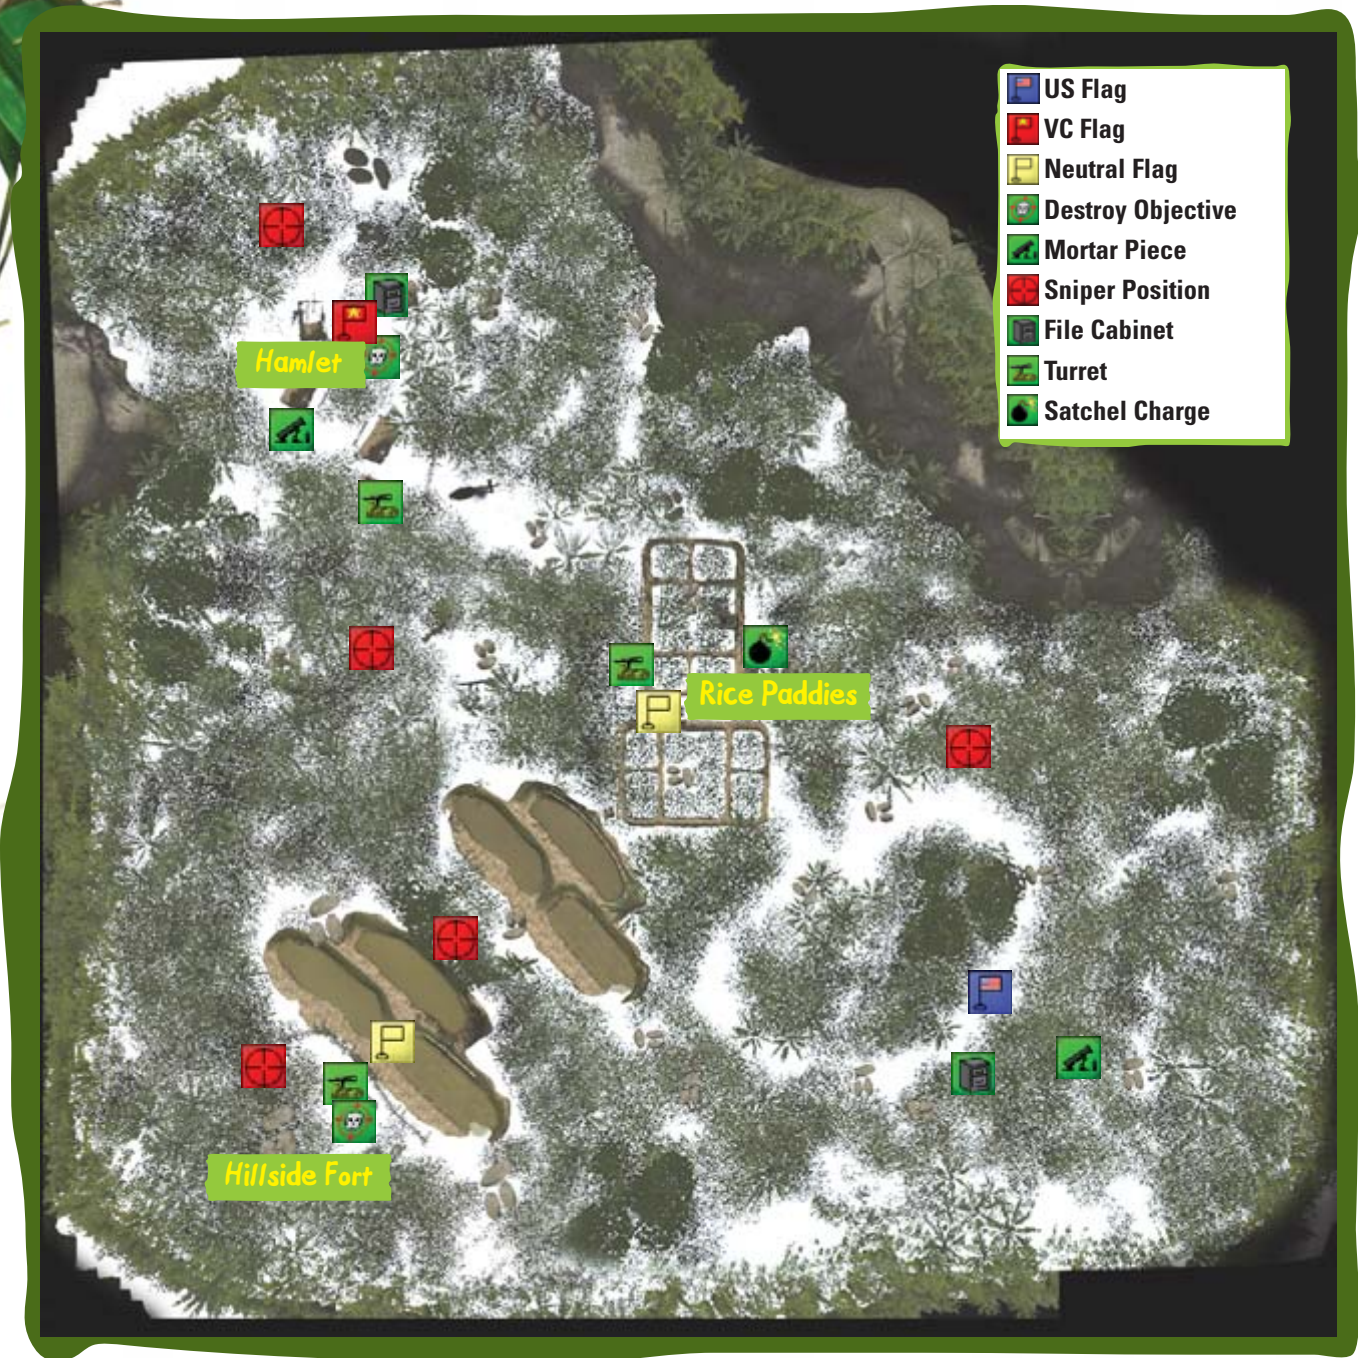 US Flag
VC Flag
Neutral Flag
Destroy Objective
Mortar Piece
Sniper Position
File Cabinet
Turret
Satchel Charge
Hamlet
Rice Paddies
Hillside Fort